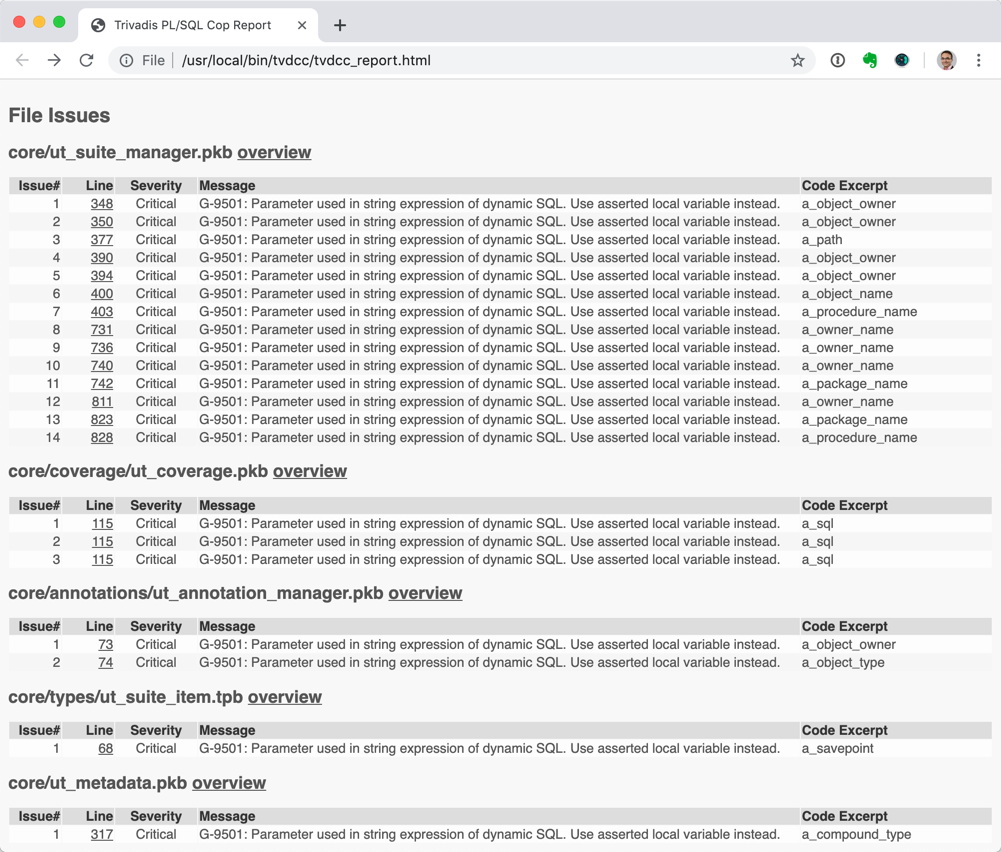 Trivadis PL/SQL Cop Report
File /usr/local/bin/tvdcc/tvdcc_report.html
File Issues
core/ut_suite_manager.pkb overview
Issue# Line Severity Message Code Excerpt
1 348 Critical G-9501: Parameter used in string expression of dynamic SQL. Use asserted local variable instead. a_object_owner
2 350 Critical G-9501: Parameter used in string expression of dynamic SQL. Use asserted local variable instead. a_object_owner
3 377 Critical G-9501: Parameter used in string expression of dynamic SQL. Use asserted local variable instead. a_path
4 390 Critical G-9501: Parameter used in string expression of dynamic SQL. Use asserted local variable instead. a_object_owner
5 394 Critical G-9501: Parameter used in string expression of dynamic SQL. Use asserted local variable instead. a_object_owner
6 400 Critical G-9501: Parameter used in string expression of dynamic SQL. Use asserted local variable instead. a_object_name
7 403 Critical G-9501: Parameter used in string expression of dynamic SQL. Use asserted local variable instead. a_procedure_name
8 731 Critical G-9501: Parameter used in string expression of dynamic SQL. Use asserted local variable instead. a_owner_name
9 736 Critical G-9501: Parameter used in string expression of dynamic SQL. Use asserted local variable instead. a_owner_name
10 740 Critical G-9501: Parameter used in string expression of dynamic SQL. Use asserted local variable instead. a_owner_name
11 742 Critical G-9501: Parameter used in string expression of dynamic SQL. Use asserted local variable instead. a_package_name
12 811 Critical G-9501: Parameter used in string expression of dynamic SQL. Use asserted local variable instead. a_owner_name
13 823 Critical G-9501: Parameter used in string expression of dynamic SQL. Use asserted local variable instead. a_package_name
14 828 Critical G-9501: Parameter used in string expression of dynamic SQL. Use asserted local variable instead. a_procedure_name
core/coverage/ut_coverage.pkb overview
Issue# Line Severity Message Code Excerpt
1 115 Critical G-9501: Parameter used in string expression of dynamic SQL. Use asserted local variable instead. a_sql
2 115 Critical G-9501: Parameter used in string expression of dynamic SQL. Use asserted local variable instead. a_sql
3 115 Critical G-9501: Parameter used in string expression of dynamic SQL. Use asserted local variable instead. a_sql
core/annotations/ut_annotation_manager.pkb overview
Issue# Line Severity Message Code Excerpt
1 73 Critical G-9501: Parameter used in string expression of dynamic SQL. Use asserted local variable instead. a_object_owner
2 74 Critical G-9501: Parameter used in string expression of dynamic SQL. Use asserted local variable instead. a_object_type
core/types/ut_suite_item.tpb overview
Issue# Line Severity Message Code Excerpt
1 68 Critical G-9501: Parameter used in string expression of dynamic SQL. Use asserted local variable instead. a_savepoint
core/ut_metadata.pkb overview
Issue# Line Severity Message Code Excerpt
1 317 Critical G-9501: Parameter used in string expression of dynamic SQL. Use asserted local variable instead. a_compound_type